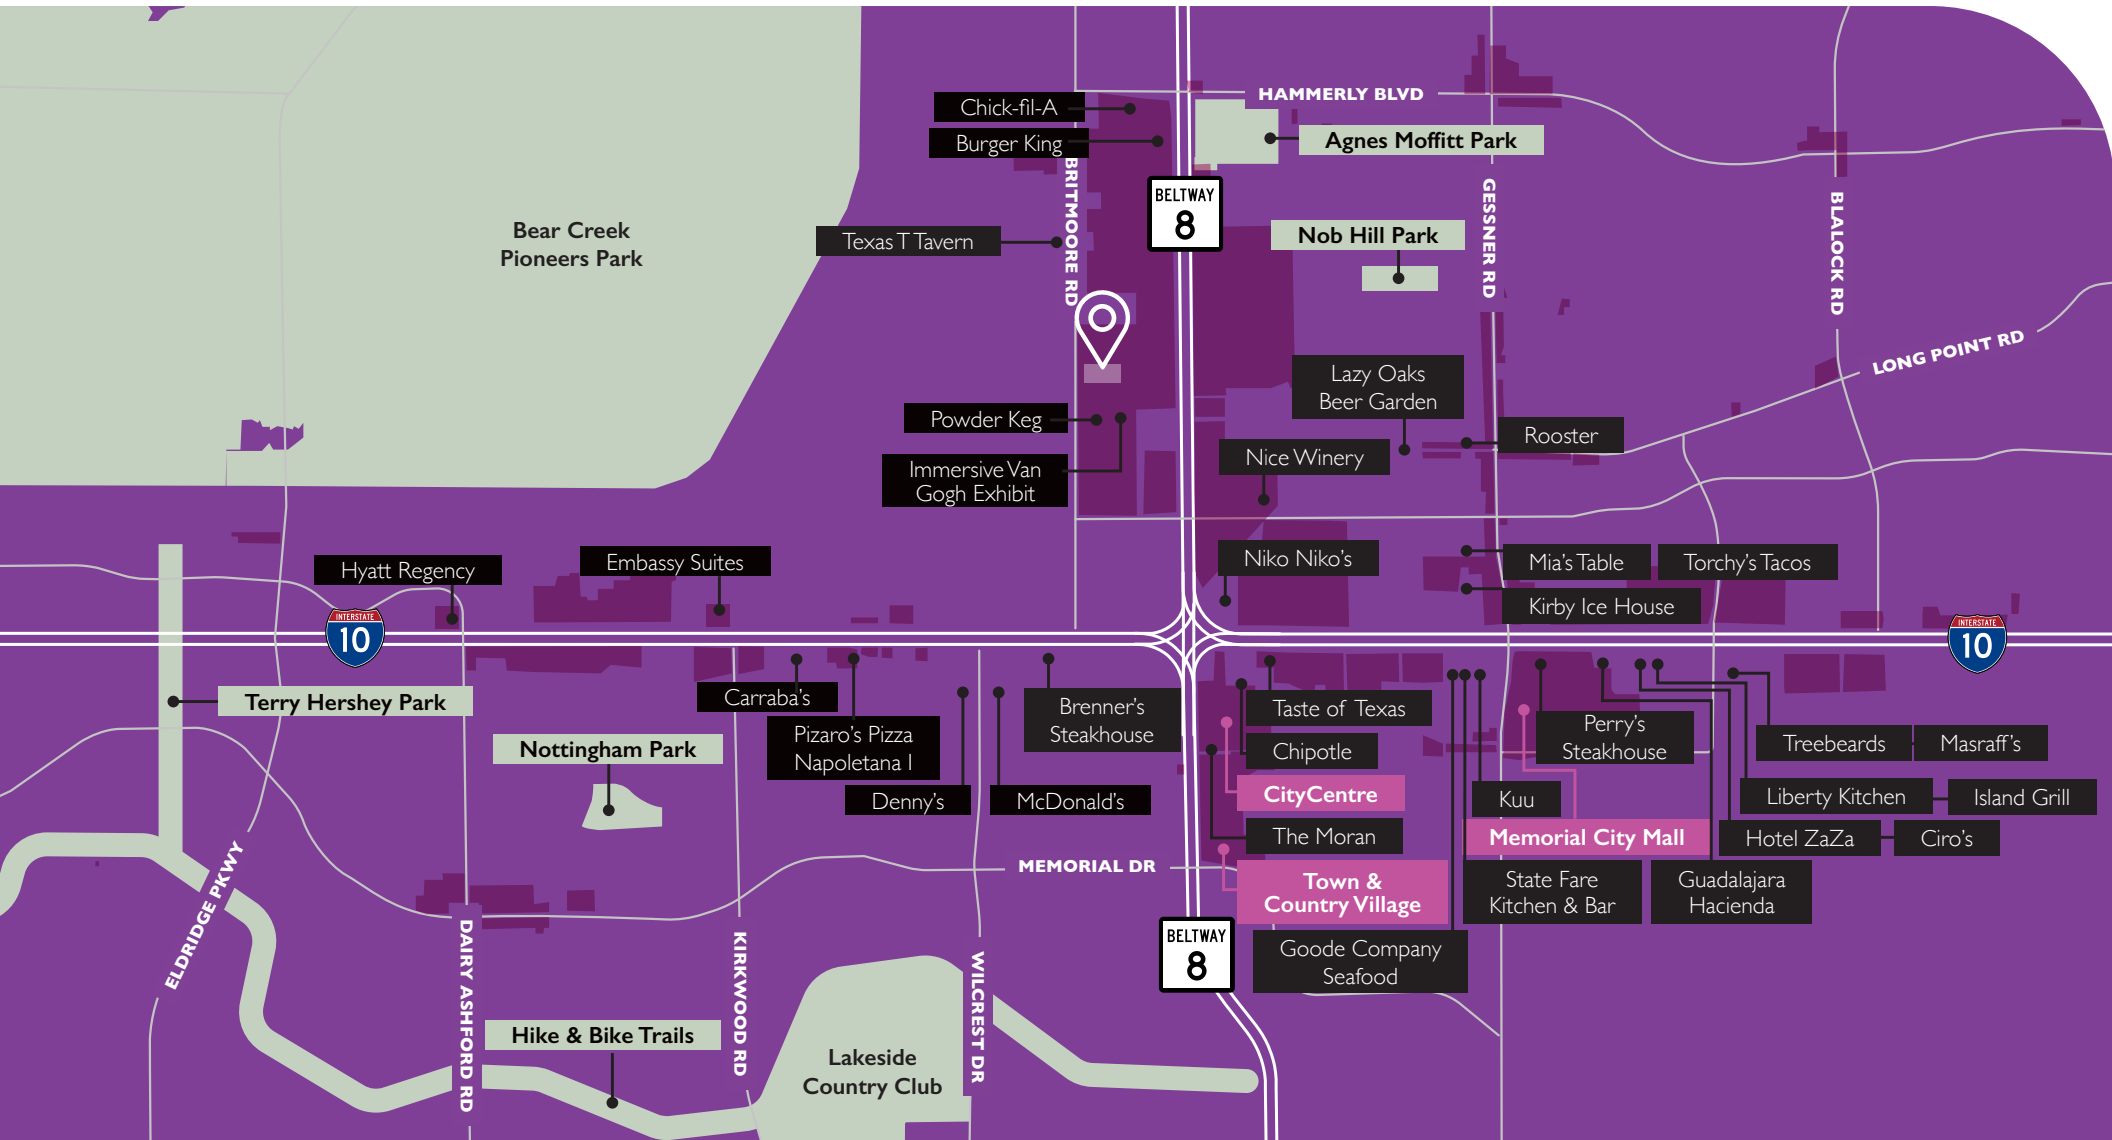 HAMMERLY BLVD
Chick-fil-A
Burger King
Agnes Moffitt Park
BRITMOORE RD
BELTWAY
8
GESSNER RD
BLALOCK RD
Bear Creek
Pioneers Park
Texas T Tavern
Nob Hill Park
LONG POINT RD
Lazy Oaks
Beer Garden
Powder Keg
Rooster
Nice Winery
Immersive Van
Gogh Exhibit
Hyatt Regency
Embassy Suites
Niko Niko's
Mia's Table
Torchy's Tacos
Kirby Ice House
INTERSTATE
10
INTERSTATE
10
Terry Hershey Park
Carraba's
Brenner's
Steakhouse
Taste of Texas
Perry's
Steakhouse
Nottingham Park
Pizaro's Pizza
Napoletana I
Chipotle
Treebeards
Masraff's
Denny's
McDonald's
CityCentre
Kuu
Liberty Kitchen
Island Grill
The Moran
Memorial City Mall
Hotel ZaZa
Ciro's
MEMORIAL DR
Town &
Country Village
State Fare
Kitchen & Bar
Guadalajara
Hacienda
ELDRIDGE PKWY
DAIRY ASHFORD RD
KIRKWOOD RD
WILCREST DR
BELTWAY
8
Goode Company
Seafood
Hike & Bike Trails
Lakeside
Country Club